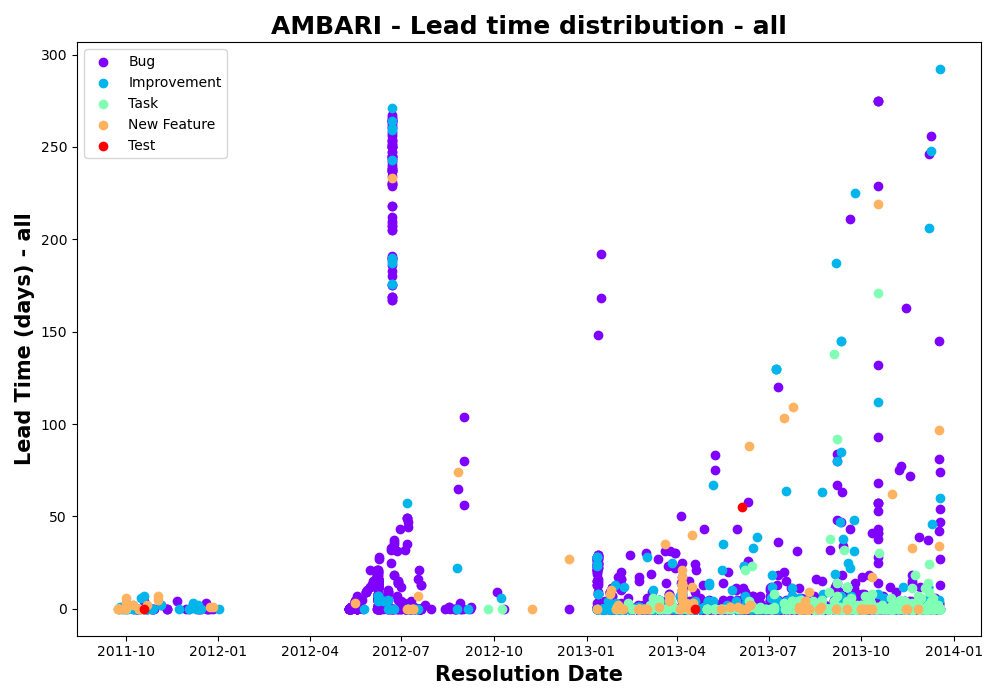 AMBARI - Lead time distribution - all
Bug
Improvement
Task
New Feature
Test
Lead Time (days) - all
300
250
200
150
100
50
0
2011-10 2012-01 2012-04 2012-07 2012-10 2013-01 2013-04 2013-07 2013-10 2014-01
Resolution Date